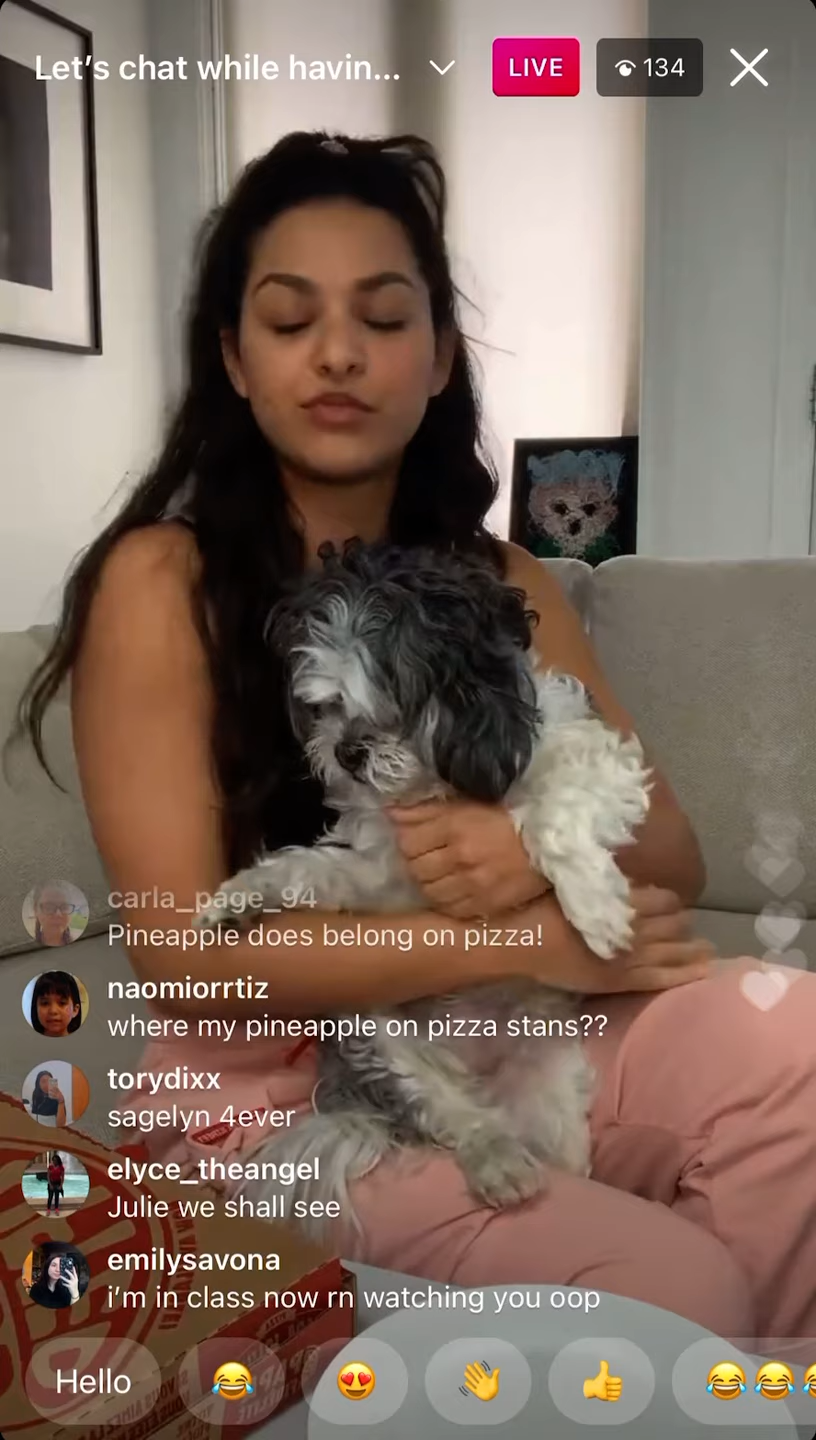 Let's chat while havin...
LIVE
134
carla_page_94
Pineapple does belong on pizza!
naomiorrtiz
where my pineapple on pizza stans??
torydixx
sagelyn 4ever
elyce_theangel
Julie we shall see
emilysavona
i'm in class now rn watching you oop
Hello